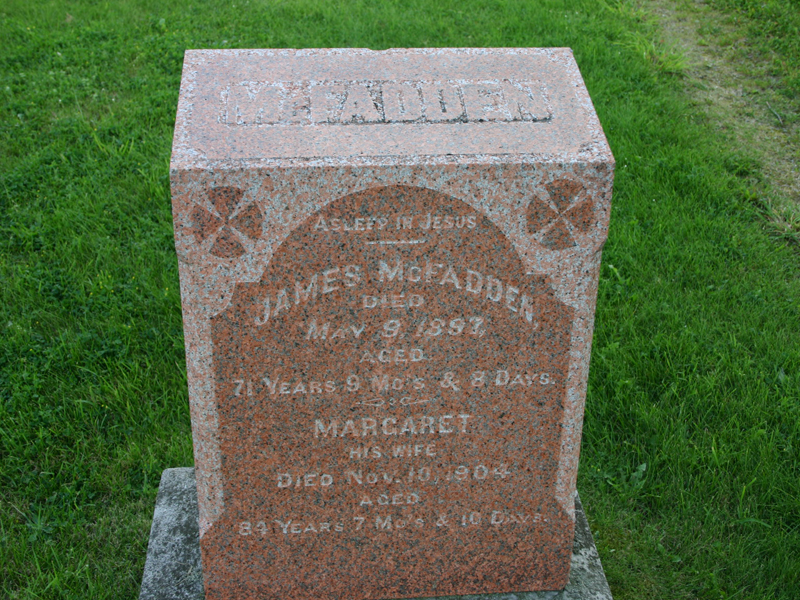 McFADDEN
ASLEEP IN JESUS
JAMES McFADDEN,
DIED
MAY 9, 1897,
AGED
71 YEARS 9 MO'S & 8 DAYS.
MARGARET
HIS WIFE
DIED NOV. 10, 1904
AGED
84 YEARS 7 MO'S & 10 DAYS.